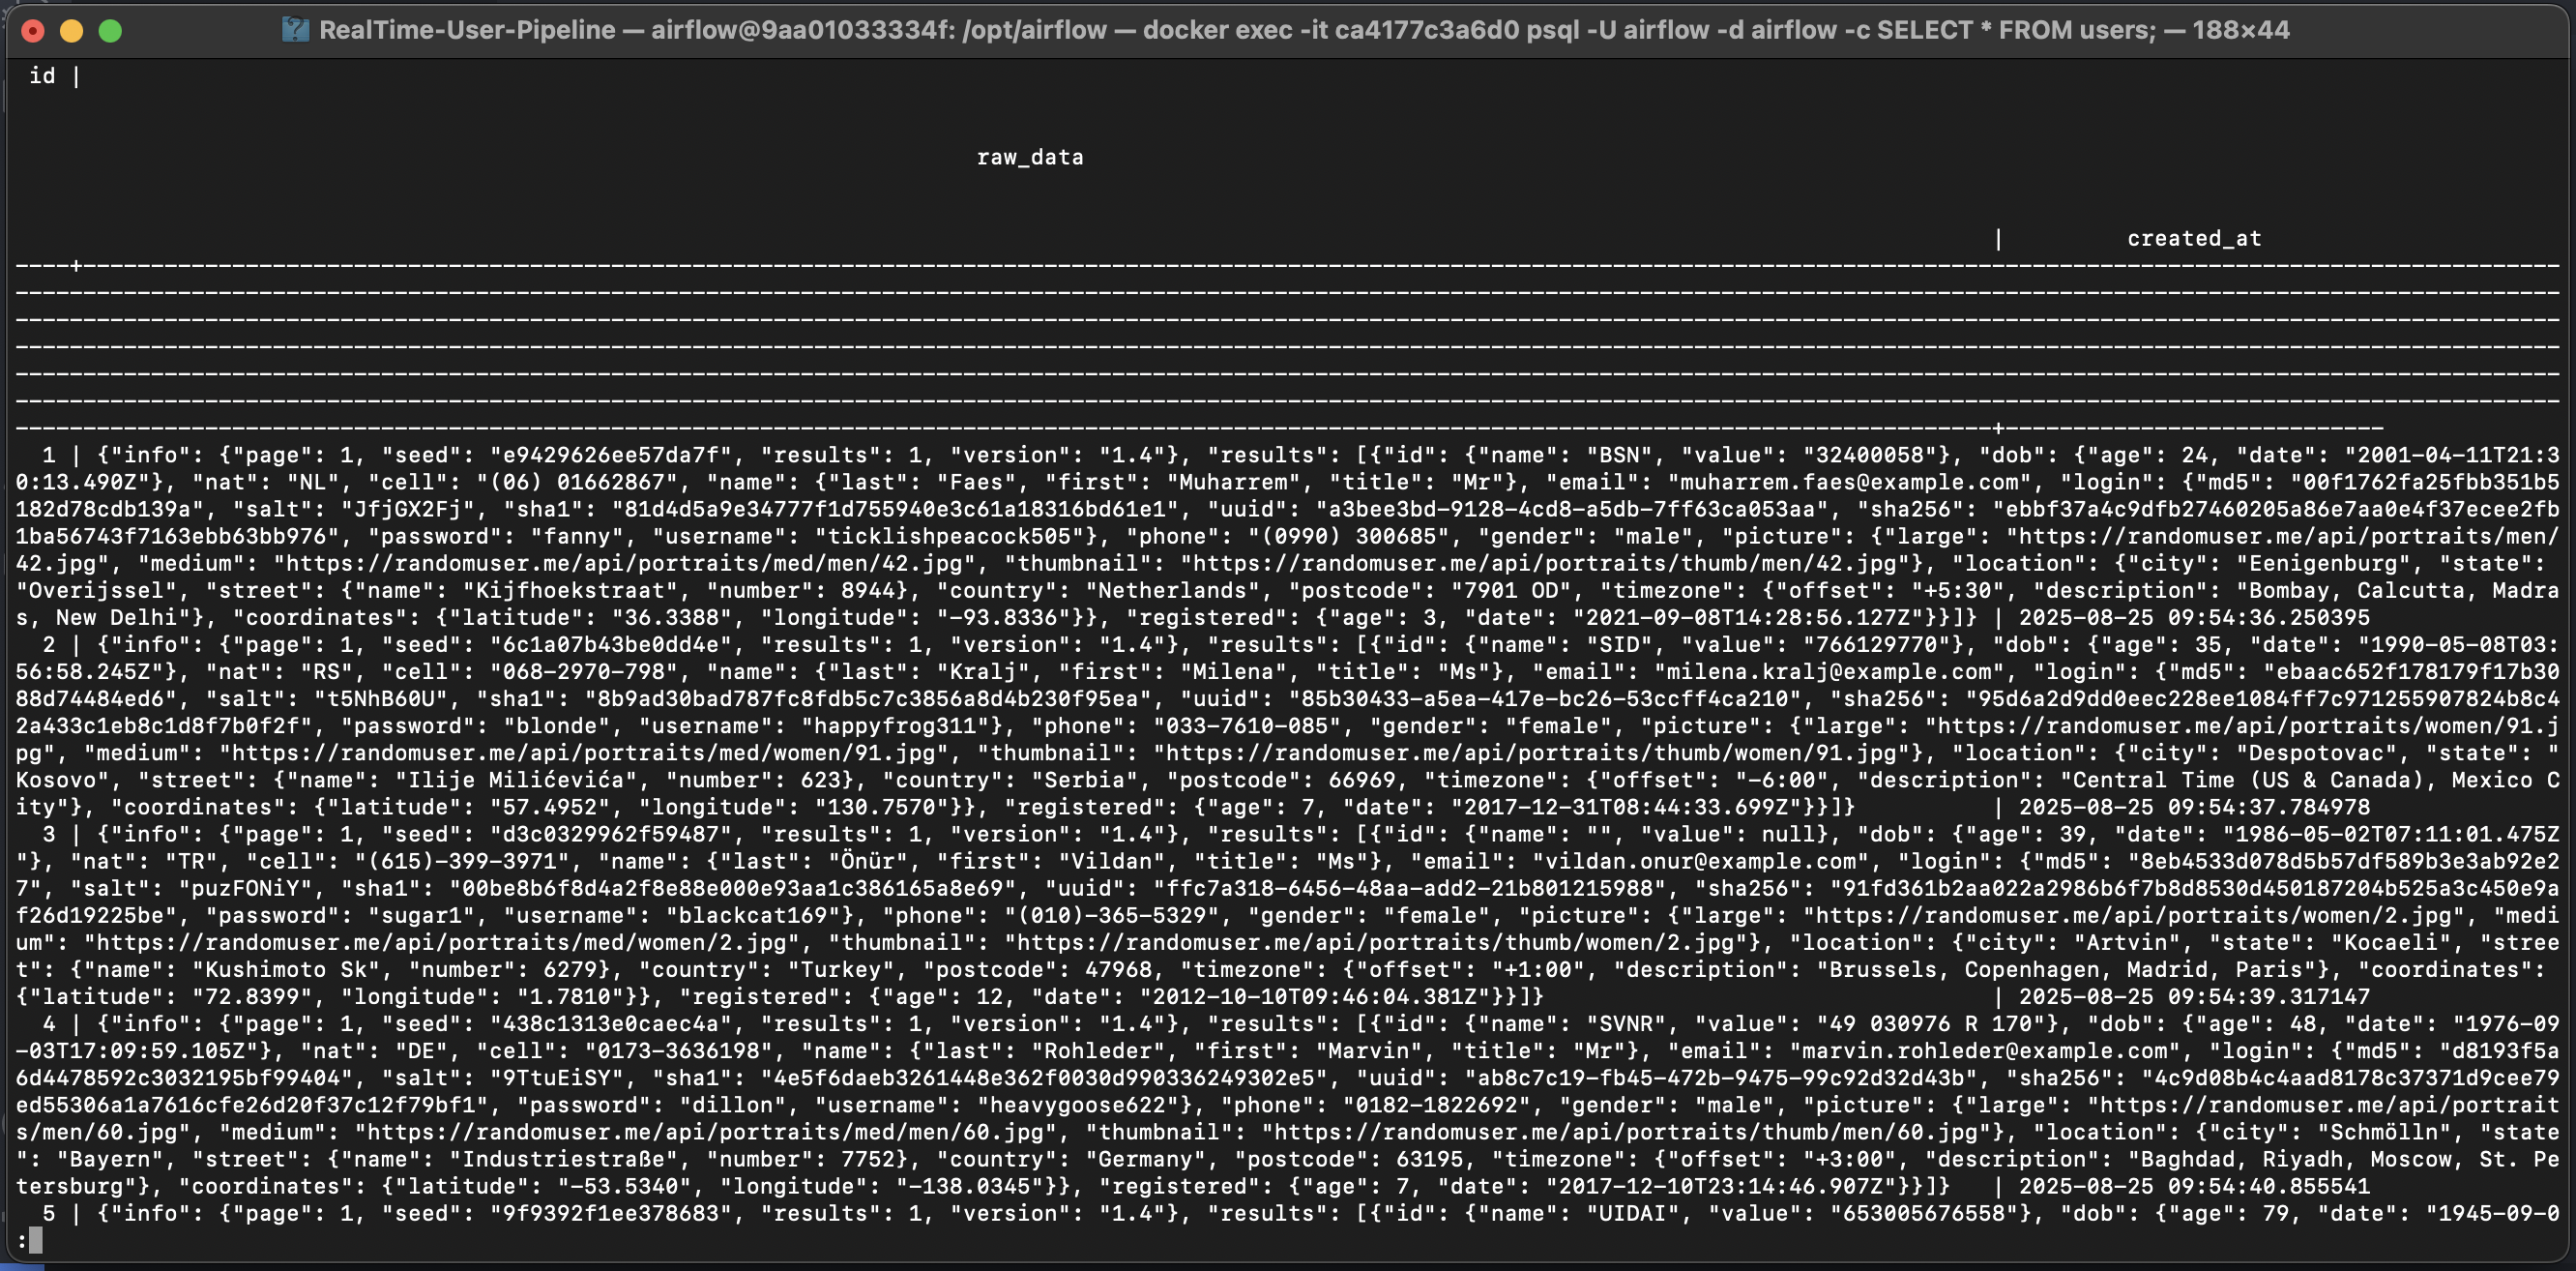 RealTime-User-Pipeline — airflow@9aa01033334f: /opt/airflow — docker exec -it ca4177c3a6d0 psql -U airflow -d airflow -c SELECT * FROM users; — 188×44
 id |
raw_data
|         created_at
----+--------------------------------------------------------------------------------------------------------------------------------------------------------------------------------------
--------------------------------------------------------------------------------------------------------------------------------------------------------------------------------------------
--------------------------------------------------------------------------------------------------------------------------------------------------------------------------------------------
--------------------------------------------------------------------------------------------------------------------------------------------------------------------------------------------
--------------------------------------------------------------------------------------------------------------------------------------------------------------------------------------------
--------------------------------------------------------------------------------------------------------------------------------------------------------------------------------------------
---------------------------------------------------------------------------------------------------------------------------------------------------+----------------------------
  1 | {"info": {"page": 1, "seed": "e9429626ee57da7f", "results": 1, "version": "1.4"}, "results": [{"id": {"name": "BSN", "value": "32400058"}, "dob": {"age": 24, "date": "2001-04-11T21:3
0:13.490Z"}, "nat": "NL", "cell": "(06) 01662867", "name": {"last": "Faes", "first": "Muharrem", "title": "Mr"}, "email": "muharrem.faes@example.com", "login": {"md5": "00f1762fa25fbb351b5
182d78cdb139a", "salt": "JfjGX2Fj", "sha1": "81d4d5a9e34777f1d755940e3c61a18316bd61e1", "uuid": "a3bee3bd-9128-4cd8-a5db-7ff63ca053aa", "sha256": "ebbf37a4c9dfb27460205a86e7aa0e4f37ecee2fb
1ba56743f7163ebb63bb976", "password": "fanny", "username": "ticklishpeacock505"}, "phone": "(0990) 300685", "gender": "male", "picture": {"large": "https://randomuser.me/api/portraits/men/
42.jpg", "medium": "https://randomuser.me/api/portraits/med/men/42.jpg", "thumbnail": "https://randomuser.me/api/portraits/thumb/men/42.jpg"}, "location": {"city": "Eenigenburg", "state":
"Overijssel", "street": {"name": "Kijfhoekstraat", "number": 8944}, "country": "Netherlands", "postcode": "7901 OD", "timezone": {"offset": "+5:30", "description": "Bombay, Calcutta, Madra
s, New Delhi"}, "coordinates": {"latitude": "36.3388", "longitude": "-93.8336"}}, "registered": {"age": 3, "date": "2021-09-08T14:28:56.127Z"}}]} | 2025-08-25 09:54:36.250395
  2 | {"info": {"page": 1, "seed": "6c1a07b43be0dd4e", "results": 1, "version": "1.4"}, "results": [{"id": {"name": "SID", "value": "766129770"}, "dob": {"age": 35, "date": "1990-05-08T03:
56:58.245Z"}, "nat": "RS", "cell": "068-2970-798", "name": {"last": "Kralj", "first": "Milena", "title": "Ms"}, "email": "milena.kralj@example.com", "login": {"md5": "ebaac652f178179f17b30
88d74484ed6", "salt": "t5NhB60U", "sha1": "8b9ad30bad787fc8fdb5c7c3856a8d4b230f95ea", "uuid": "85b30433-a5ea-417e-bc26-53ccff4ca210", "sha256": "95d6a2d9dd0eec228ee1084ff7c971255907824b8c4
2a433c1eb8c1d8f7b0f2f", "password": "blonde", "username": "happyfrog311"}, "phone": "033-7610-085", "gender": "female", "picture": {"large": "https://randomuser.me/api/portraits/women/91.j
pg", "medium": "https://randomuser.me/api/portraits/med/women/91.jpg", "thumbnail": "https://randomuser.me/api/portraits/thumb/women/91.jpg"}, "location": {"city": "Despotovac", "state": "
Kosovo", "street": {"name": "Ilije Milićevića", "number": 623}, "country": "Serbia", "postcode": 66969, "timezone": {"offset": "-6:00", "description": "Central Time (US & Canada), Mexico C
ity"}, "coordinates": {"latitude": "57.4952", "longitude": "130.7570"}}, "registered": {"age": 7, "date": "2017-12-31T08:44:33.699Z"}}]}          | 2025-08-25 09:54:37.784978
  3 | {"info": {"page": 1, "seed": "d3c0329962f59487", "results": 1, "version": "1.4"}, "results": [{"id": {"name": "", "value": null}, "dob": {"age": 39, "date": "1986-05-02T07:11:01.475Z
"}, "nat": "TR", "cell": "(615)-399-3971", "name": {"last": "Önür", "first": "Vildan", "title": "Ms"}, "email": "vildan.onur@example.com", "login": {"md5": "8eb4533d078d5b57df589b3e3ab92e2
7", "salt": "puzFONiY", "sha1": "00be8b6f8d4a2f8e88e000e93aa1c386165a8e69", "uuid": "ffc7a318-6456-48aa-add2-21b801215988", "sha256": "91fd361b2aa022a2986b6f7b8d8530d450187204b525a3c450e9a
f26d19225be", "password": "sugar1", "username": "blackcat169"}, "phone": "(010)-365-5329", "gender": "female", "picture": {"large": "https://randomuser.me/api/portraits/women/2.jpg", "medi
um": "https://randomuser.me/api/portraits/med/women/2.jpg", "thumbnail": "https://randomuser.me/api/portraits/thumb/women/2.jpg"}, "location": {"city": "Artvin", "state": "Kocaeli", "stree
t": {"name": "Kushimoto Sk", "number": 6279}, "country": "Turkey", "postcode": 47968, "timezone": {"offset": "+1:00", "description": "Brussels, Copenhagen, Madrid, Paris"}, "coordinates":
{"latitude": "72.8399", "longitude": "1.7810"}}, "registered": {"age": 12, "date": "2012-10-10T09:46:04.381Z"}}]}                                 | 2025-08-25 09:54:39.317147
  4 | {"info": {"page": 1, "seed": "438c1313e0caec4a", "results": 1, "version": "1.4"}, "results": [{"id": {"name": "SVNR", "value": "49 030976 R 170"}, "dob": {"age": 48, "date": "1976-09
-03T17:09:59.105Z"}, "nat": "DE", "cell": "0173-3636198", "name": {"last": "Rohleder", "first": "Marvin", "title": "Mr"}, "email": "marvin.rohleder@example.com", "login": {"md5": "d8193f5a
6d4478592c3032195bf99404", "salt": "9TtuEiSY", "sha1": "4e5f6daeb3261448e362f0030d990336249302e5", "uuid": "ab8c7c19-fb45-472b-9475-99c92d32d43b", "sha256": "4c9d08b4c4aad8178c37371d9cee79
ed55306a1a7616cfe26d20f37c12f79bf1", "password": "dillon", "username": "heavygoose622"}, "phone": "0182-1822692", "gender": "male", "picture": {"large": "https://randomuser.me/api/portrait
s/men/60.jpg", "medium": "https://randomuser.me/api/portraits/med/men/60.jpg", "thumbnail": "https://randomuser.me/api/portraits/thumb/men/60.jpg"}, "location": {"city": "Schmölln", "state
": "Bayern", "street": {"name": "Industriestraße", "number": 7752}, "country": "Germany", "postcode": 63195, "timezone": {"offset": "+3:00", "description": "Baghdad, Riyadh, Moscow, St. Pe
tersburg"}, "coordinates": {"latitude": "-53.5340", "longitude": "-138.0345"}}, "registered": {"age": 7, "date": "2017-12-10T23:14:46.907Z"}}]}   | 2025-08-25 09:54:40.855541
  5 | {"info": {"page": 1, "seed": "9f9392f1ee378683", "results": 1, "version": "1.4"}, "results": [{"id": {"name": "UIDAI", "value": "653005676558"}, "dob": {"age": 79, "date": "1945-09-0
: